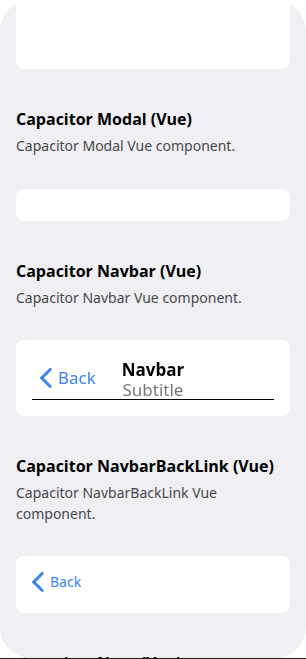 Capacitor Modal (Vue)
Capacitor Modal Vue component.
Capacitor Navbar (Vue)
Capacitor Navbar Vue component.
Back
Navbar
Subtitle
Capacitor NavbarBackLink (Vue)
Capacitor NavbarBackLink Vue
component.
Back